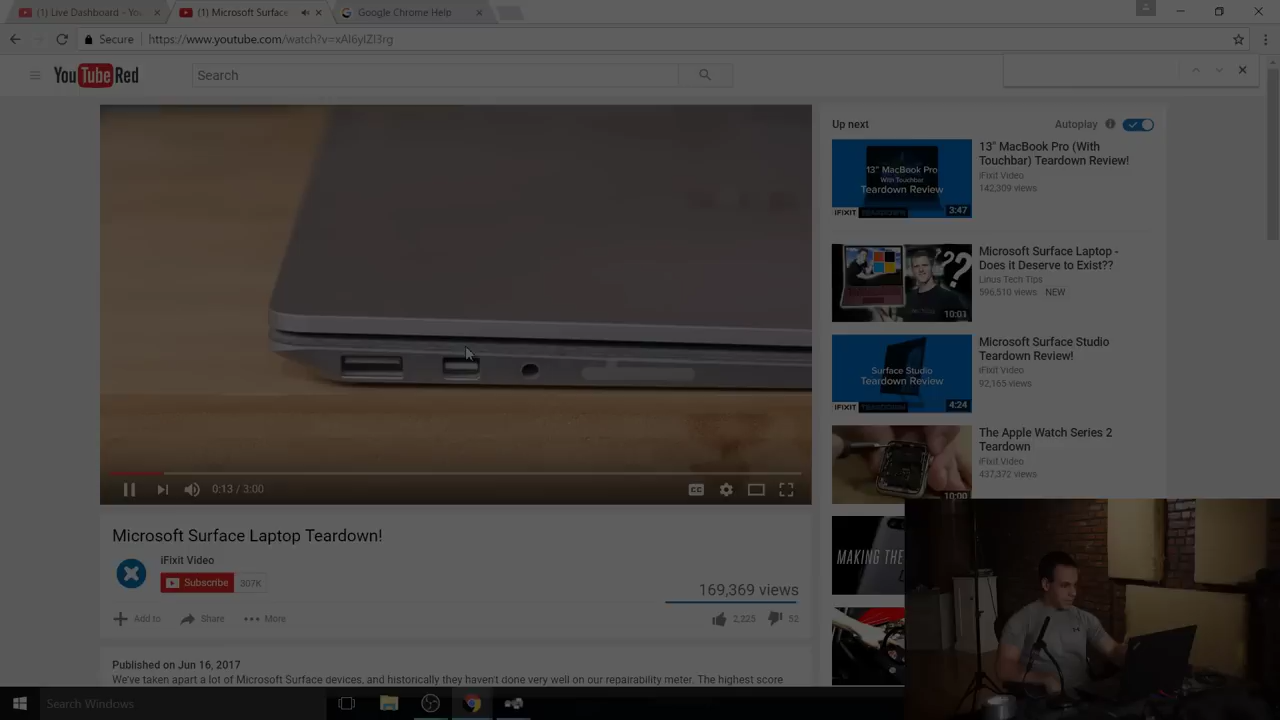 (1) Live Dashboard - You
(1) Microsoft Surface
Google Chrome Help
Secure
https://www.youtube.com/watch?v=xAl6ylZI3rg
YouTube Red
Search
Up next
Autoplay
13" MacBook Pro
With Touchbar
Teardown Review
iFIXIT
3:47
13" MacBook Pro (With
Touchbar) Teardown Review!
iFixit Video
142,309 views
??
10:01
Microsoft Surface Laptop -
Does it Deserve to Exist??
Linus Tech Tips
596,510 views NEW
Surface Studio
Teardown Review
iFIXIT
4:24
Microsoft Surface Studio
Teardown Review!
iFixit Video
92,165 views
10:00
The Apple Watch Series 2
Teardown
iFixit Video
437,372 views
MAKING THE
0:13 / 3:00
CC
Microsoft Surface Laptop Teardown!
iFixit Video
Subscribe 307K
169,369 views
Add to
Share
More
2,225
52
Published on Jun 16, 2017
We've taken apart a lot of Microsoft Surface devices, and historically they haven't done very well on our repairability meter. The highest score
Search Windows